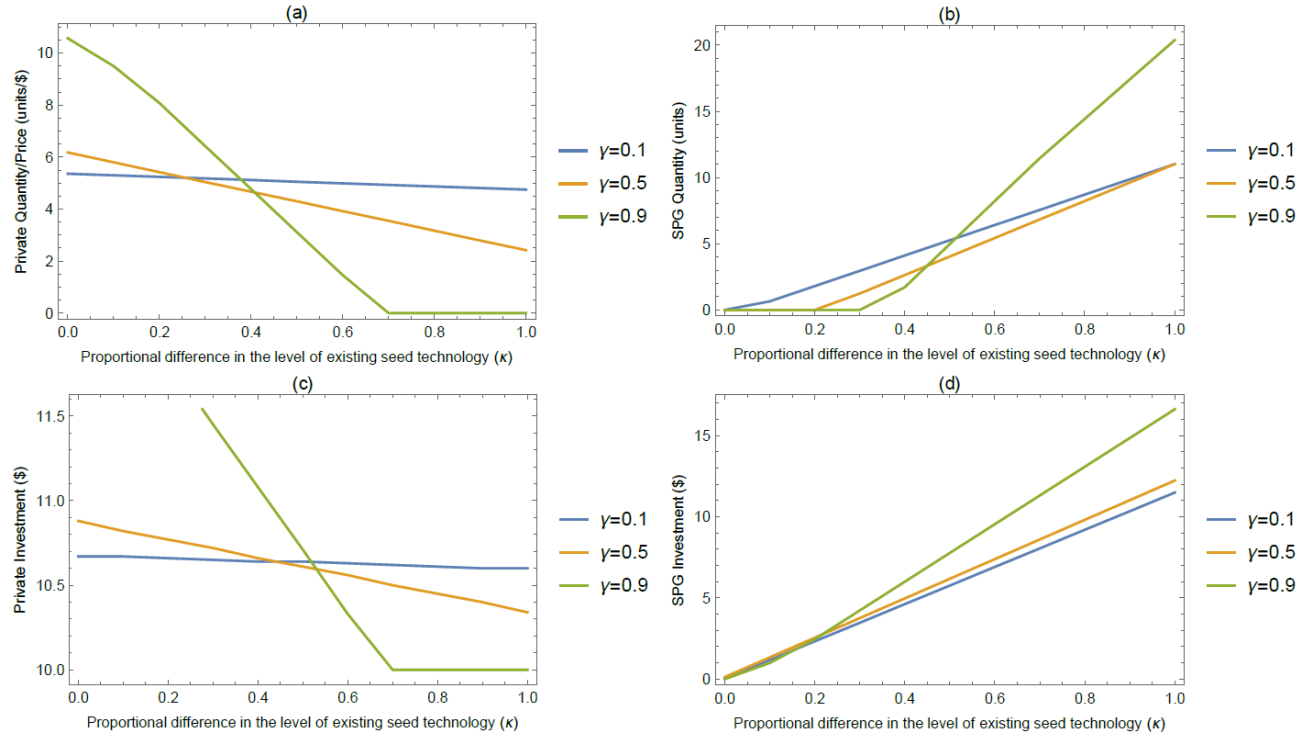 (a)
Private Quantity/Price (units/$)
10
8
6
4
2
0
0.0 0.2 0.4 0.6 0.8 1.0
Proportional difference in the level of existing seed technology (κ)
γ=0.1
γ=0.5
γ=0.9
(b)
SPG Quantity (units)
20
15
10
5
0
0.0 0.2 0.4 0.6 0.8 1.0
Proportional difference in the level of existing seed technology (κ)
γ=0.1
γ=0.5
γ=0.9
(c)
Private Investment ($)
11.5
11.0
10.5
10.0
0.0 0.2 0.4 0.6 0.8 1.0
Proportional difference in the level of existing seed technology (κ)
γ=0.1
γ=0.5
γ=0.9
(d)
SPG Investment ($)
15
10
5
0
0.0 0.2 0.4 0.6 0.8 1.0
Proportional difference in the level of existing seed technology (κ)
γ=0.1
γ=0.5
γ=0.9